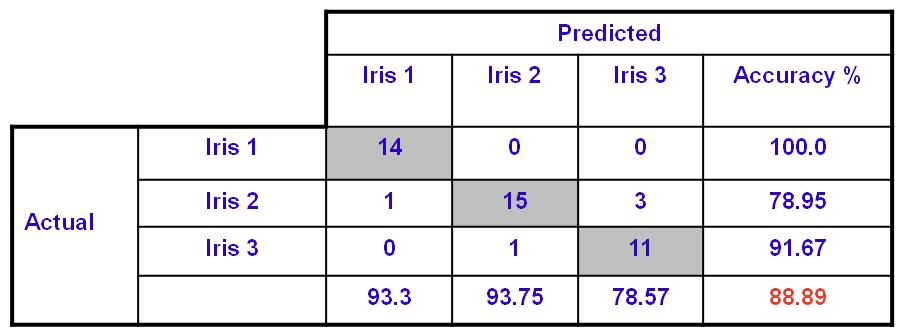 Predicted
Iris 1 Iris 2 Iris 3 Accuracy %
Actual
Iris 1 14 0 0 100.0
Iris 2 1 15 3 78.95
Iris 3 0 1 11 91.67
93.3 93.75 78.57 88.89